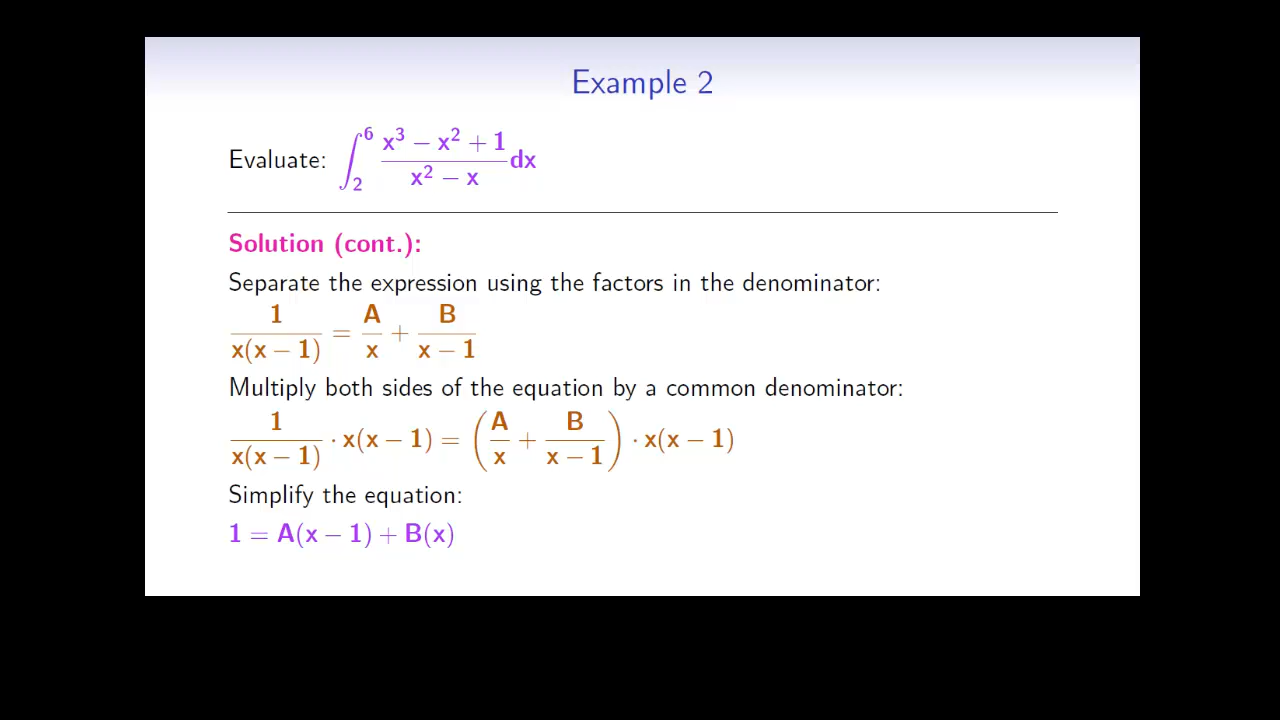 Example 2
Evaluate: ∫₂⁶ (x³ − x² + 1)/(x² − x) dx
Solution (cont.):
Separate the expression using the factors in the denominator:
1/(x(x − 1)) = A/x + B/(x − 1)
Multiply both sides of the equation by a common denominator:
1/(x(x − 1)) · x(x − 1) = (A/x + B/(x − 1)) · x(x − 1)
Simplify the equation:
1 = A(x − 1) + B(x)